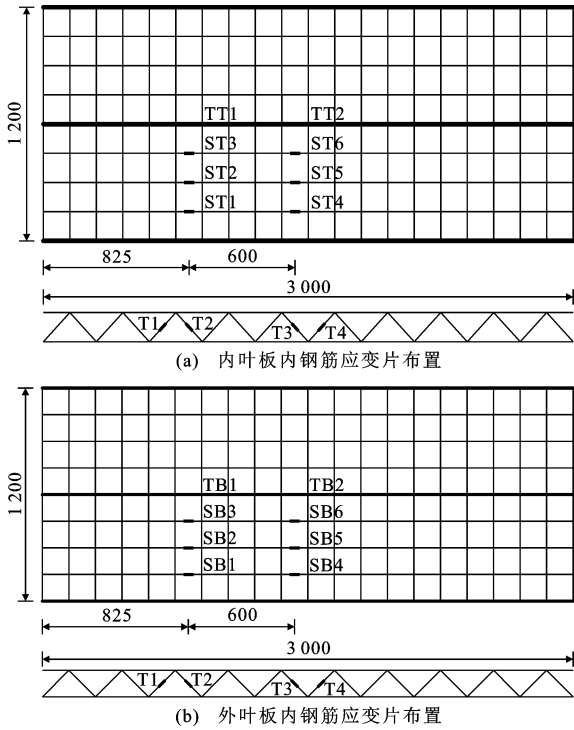 TT1 TT2
ST3 ST6
ST2 ST5
ST1 ST4
1 200
825 600
3 000
T1 T2 T3 T4
(a) 内叶板内钢筋应变片布置
TB1 TB2
SB3 SB6
SB2 SB5
SB1 SB4
1 200
825 600
3 000
T1 T2 T3 T4
(b) 外叶板内钢筋应变片布置